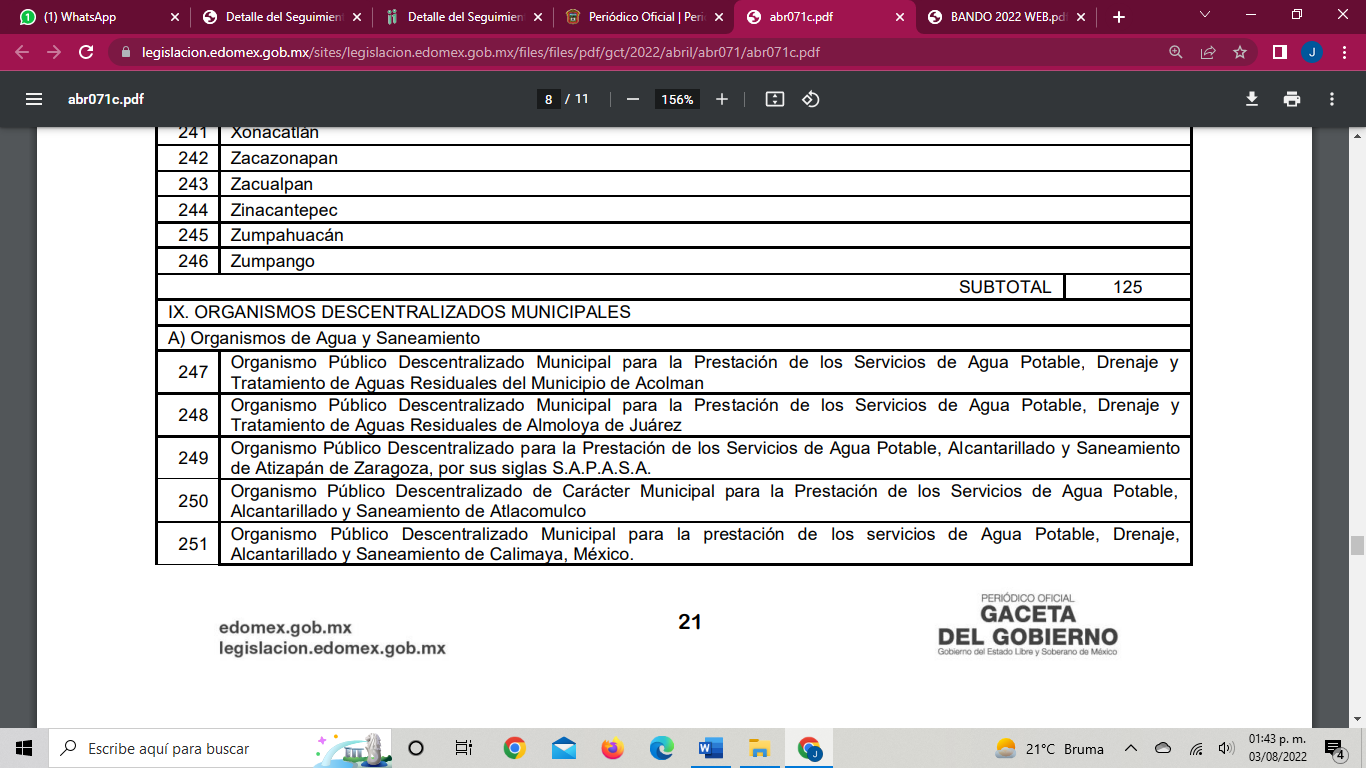 (1) WhatsApp
Detalle del Seguimien
Detalle del Seguimien
Periódico Oficial | Peri
abr071c.pdf
BANDO 2022 WEB.pd
legislacion.edomex.gob.mx/sites/legislacion.edomex.gob.mx/files/files/pdf/gct/2022/abril/abr071/abr071c.pdf
J
abr071c.pdf
8 / 11
156%
241 Xonacatlán
242 Zacazonapan
243 Zacualpan
244 Zinacantepec
245 Zumpahuacán
246 Zumpango
SUBTOTAL 125
IX. ORGANISMOS DESCENTRALIZADOS MUNICIPALES
A) Organismos de Agua y Saneamiento
247 Organismo Público Descentralizado Municipal para la Prestación de los Servicios de Agua Potable, Drenaje y
Tratamiento de Aguas Residuales del Municipio de Acolman
248 Organismo Público Descentralizado Municipal para la Prestación de los Servicios de Agua Potable, Drenaje y
Tratamiento de Aguas Residuales de Almoloya de Juárez
249 Organismo Público Descentralizado para la Prestación de los Servicios de Agua Potable, Alcantarillado y Saneamiento
de Atizapán de Zaragoza, por sus siglas S.A.P.A.S.A.
250 Organismo Público Descentralizado de Carácter Municipal para la Prestación de los Servicios de Agua Potable,
Alcantarillado y Saneamiento de Atlacomulco
251 Organismo Público Descentralizado Municipal para la prestación de los servicios de Agua Potable, Drenaje,
Alcantarillado y Saneamiento de Calimaya, México.
edomex.gob.mx
legislacion.edomex.gob.mx
21
PERIÓDICO OFICIAL
GACETA
DEL GOBIERNO
Gobierno del Estado Libre y Soberano de México
Escribe aquí para buscar
21°C Bruma
01:43 p. m.
03/08/2022
4